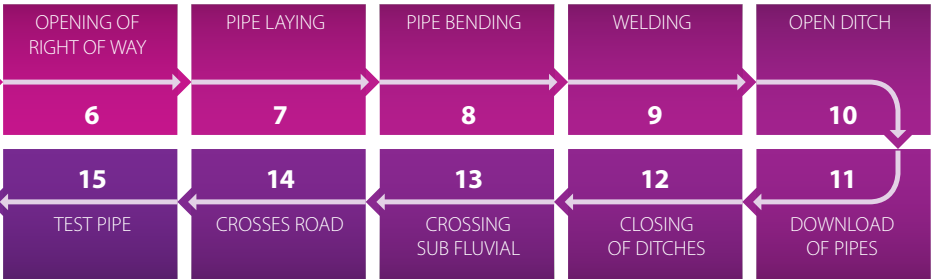 OPENING OF
RIGHT OF WAY
6
PIPE LAYING
7
PIPE BENDING
8
WELDING
9
OPEN DITCH
10
11
DOWNLOAD
OF PIPES
12
CLOSING
OF DITCHES
13
CROSSING
SUB FLUVIAL
14
CROSSES ROAD
15
TEST PIPE